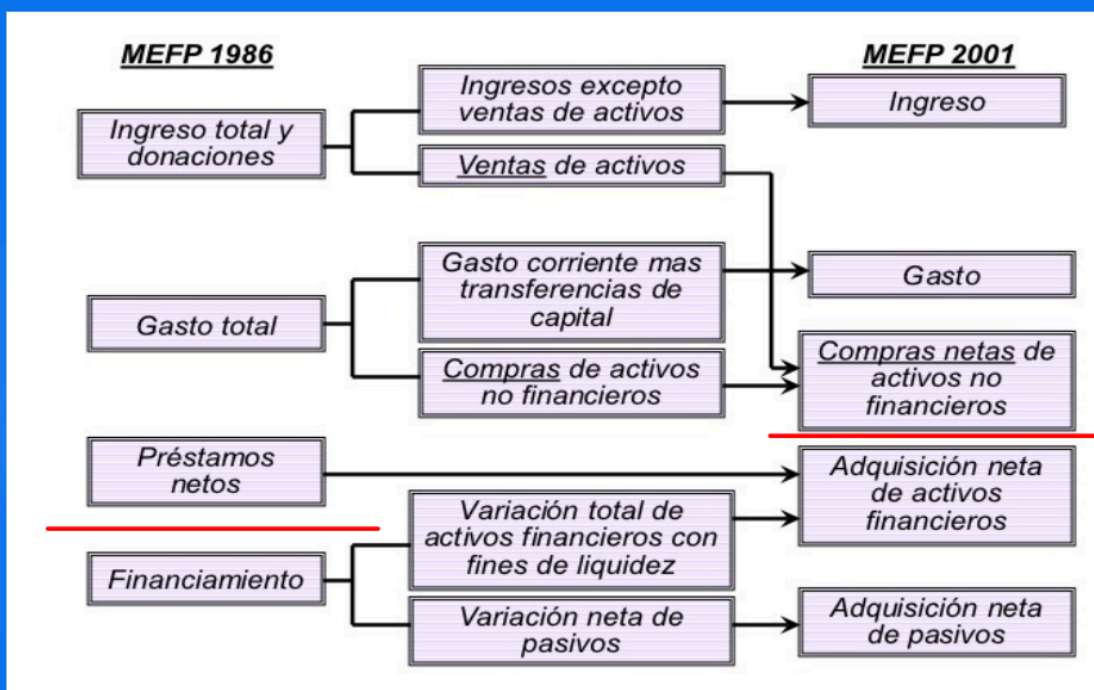 MEFP 1986
MEFP 2001
Ingreso total y
donaciones
Ingresos excepto
ventas de activos
Ingreso
Ventas de activos
Gasto total
Gasto corriente mas
transferencias de
capital
Gasto
Compras de activos
no financieros
Compras netas de
activos no
financieros
Préstamos
netos
Adquisición neta
de activos
financieros
Financiamiento
Variación total de
activos financieros con
fines de liquidez
Variación neta de
pasivos
Adquisición neta
de pasivos